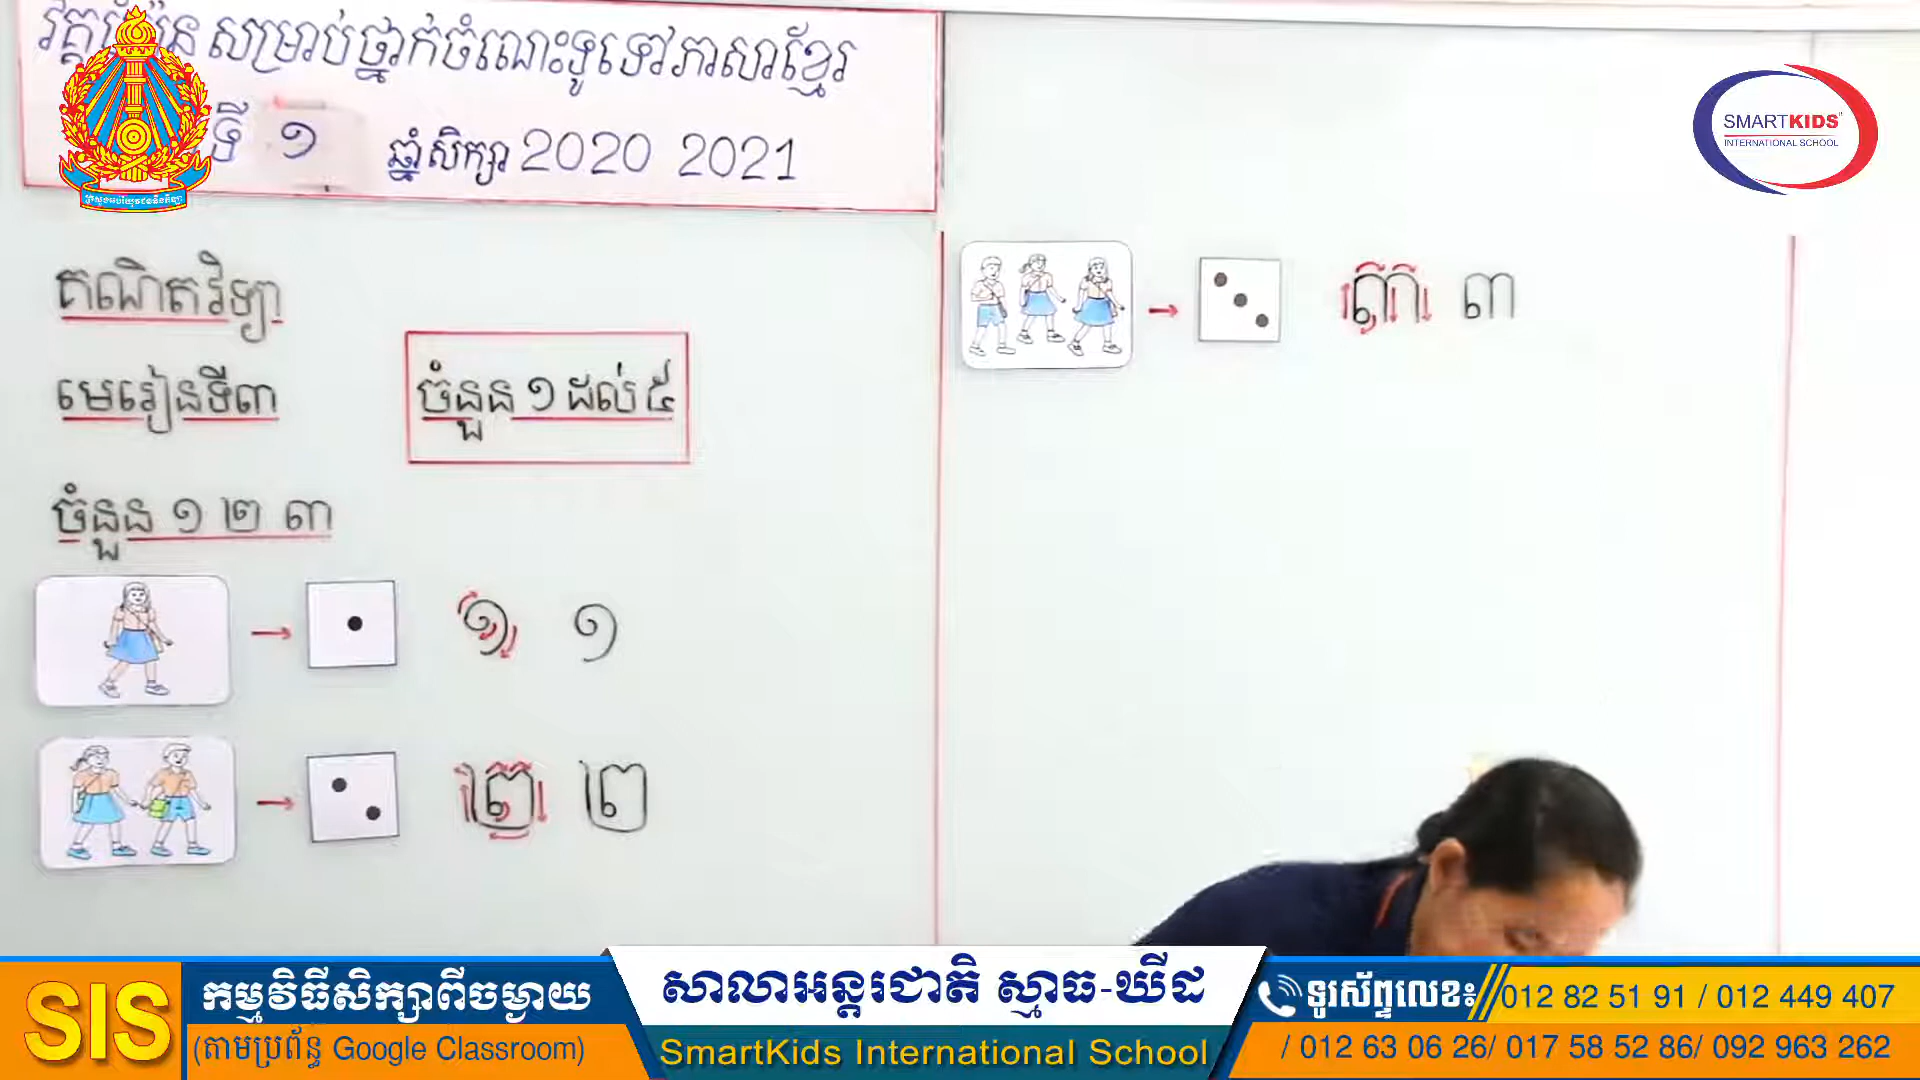 សម្រាប់ថ្នាក់ចំណេះទូទៅភាសាខ្មែរ
ទី ១ ឆ្នាំសិក្សា 2020 2021
SMARTKIDS
INTERNATIONAL SCHOOL
គណិតវិទ្យា
មេរៀនទី៣
ចំនួន ១ ដល់ ៥
ចំនួន ១ ២ ៣
១ ១
២ ២
៣ ៣
SIS
កម្មវិធីសិក្សាពីចម្ងាយ
(តាមប្រព័ន្ធ Google Classroom)
សាលាអន្តរជាតិ ស្មាធ-ឃីដ
SmartKids International School
ទូរស័ព្ទលេខ៖ 012 82 51 91 / 012 449 407
/ 012 63 06 26/ 017 58 52 86/ 092 963 262